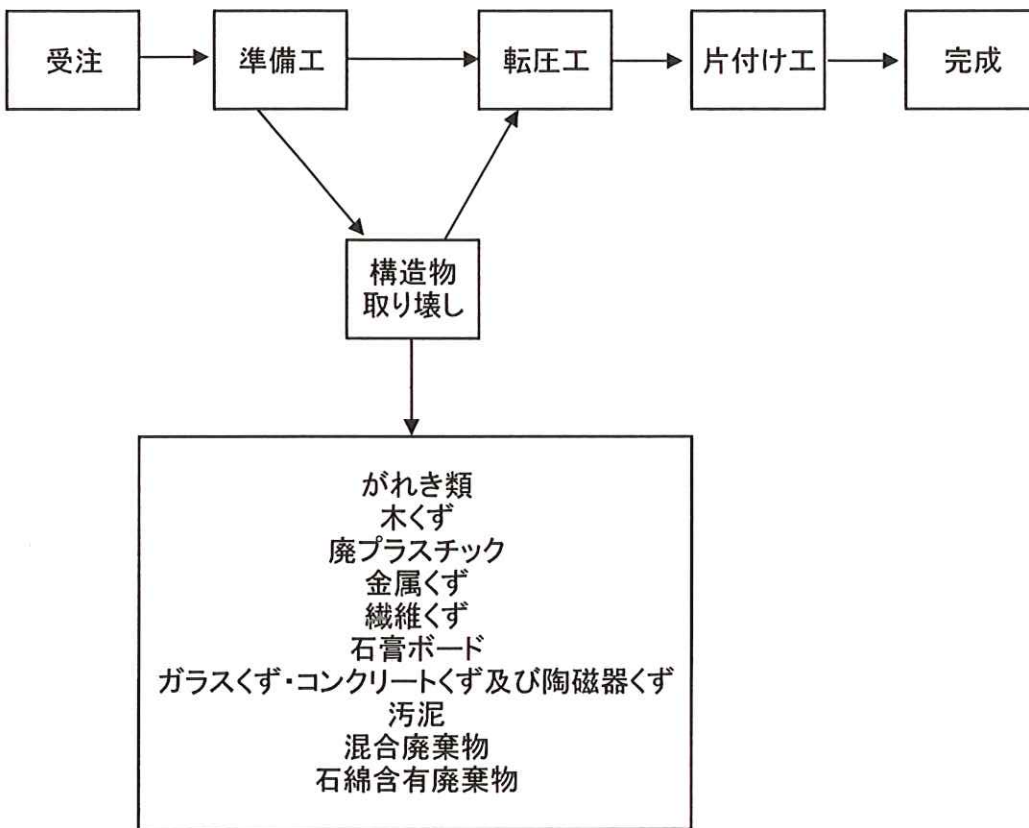 受注
準備工
転圧工
片付け工
完成
構造物
取り壊し
がれき類
木くず
廃プラスチック
金属くず
繊維くず
石膏ボード
ガラスくず・コンクリートくず及び陶磁器くず
汚泥
混合廃棄物
石綿含有廃棄物